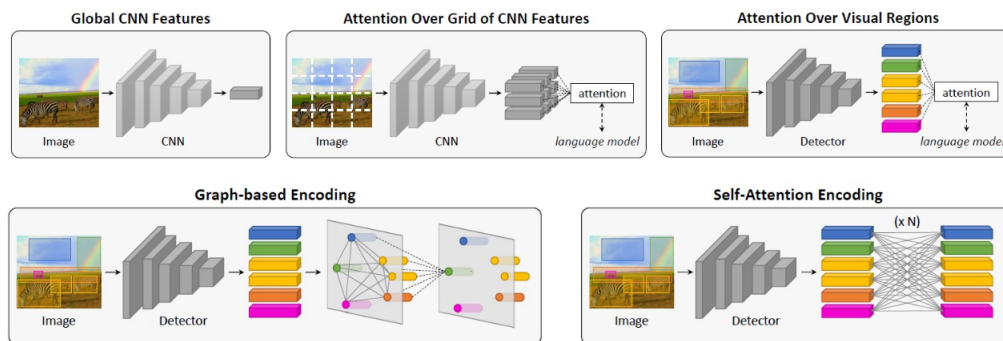 Global CNN Features
Image
CNN
Attention Over Grid of CNN Features
Image
CNN
attention
language model
Attention Over Visual Regions
Image
Detector
attention
language model
Graph-based Encoding
Image
Detector
Self-Attention Encoding
Image
Detector
(x N)